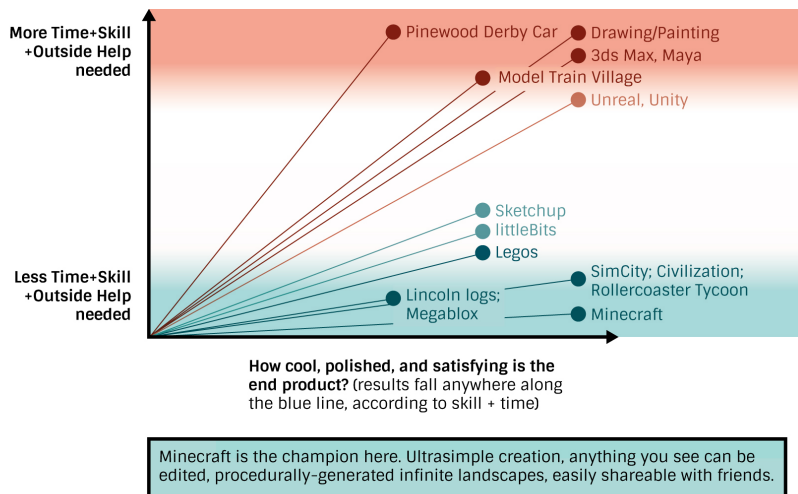 More Time+Skill
+Outside Help
needed
Pinewood Derby Car
Drawing/Painting
3ds Max, Maya
Model Train Village
Unreal, Unity
Sketchup
littleBits
Legos
Less Time+Skill
+Outside Help
needed
SimCity; Civilization;
Rollercoaster Tycoon
Lincoln logs;
Megablox
Minecraft
How cool, polished, and satisfying is the
end product? (results fall anywhere along
the blue line, according to skill + time)
Minecraft is the champion here. Ultrasimple creation, anything you see can be
edited, procedurally-generated infinite landscapes, easily shareable with friends.